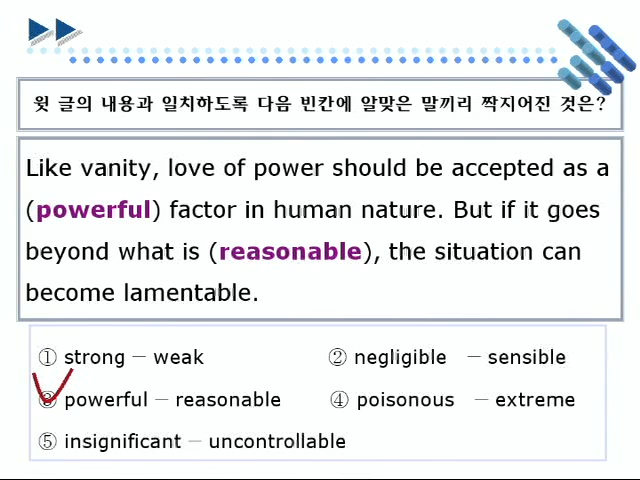 윗 글의 내용과 일치하도록 다음 빈칸에 알맞은 말끼리 짝지어진 것은?
Like vanity, love of power should be accepted as a
(powerful) factor in human nature. But if it goes
beyond what is (reasonable), the situation can
become lamentable.
① strong – weak ② negligible – sensible
③ powerful – reasonable ④ poisonous – extreme
⑤ insignificant – uncontrollable